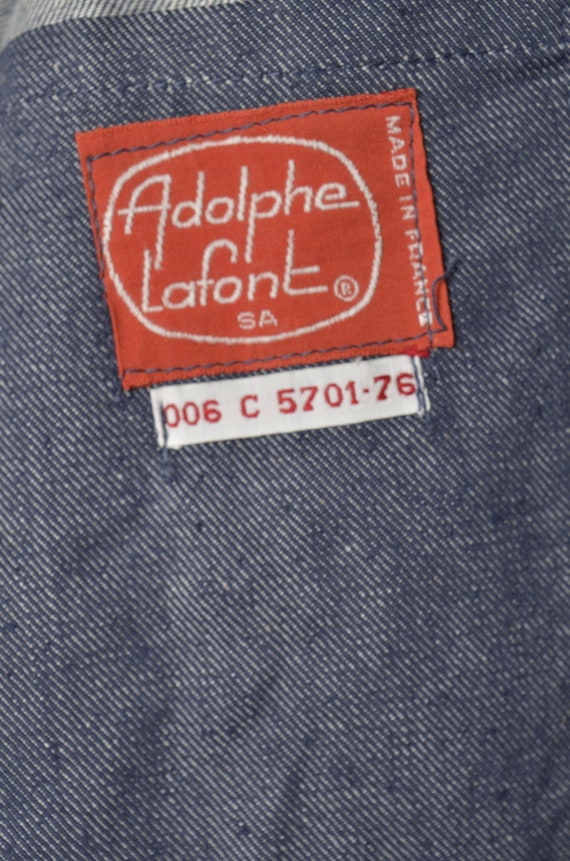 Adolphe
Lafont ®
SA
MADE IN FRANCE
006 C 5701-76